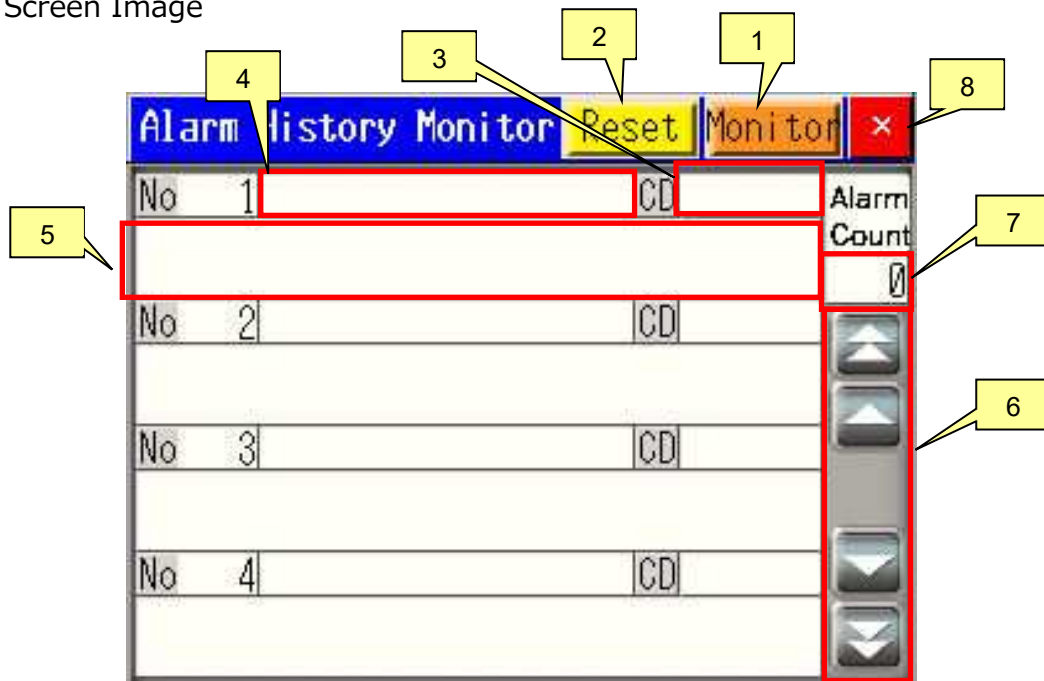 Screen Image
1
2
3
4
8
Alarm History Monitor Reset Monitor ×
No 1 CD Alarm
Count
5
7
0
No 2 CD
6
No 3 CD
No 4 CD